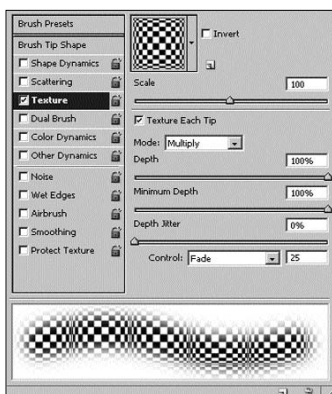 Brush Presets
Brush Tip Shape
Shape Dynamics
Scattering
Texture
Dual Brush
Color Dynamics
Other Dynamics
Noise
Wet Edges
Airbrush
Smoothing
Protect Texture
Invert
Scale 100
Texture Each Tip
Mode: Multiply
Depth 100%
Minimum Depth 100%
Depth Jitter 0%
Control: Fade 25